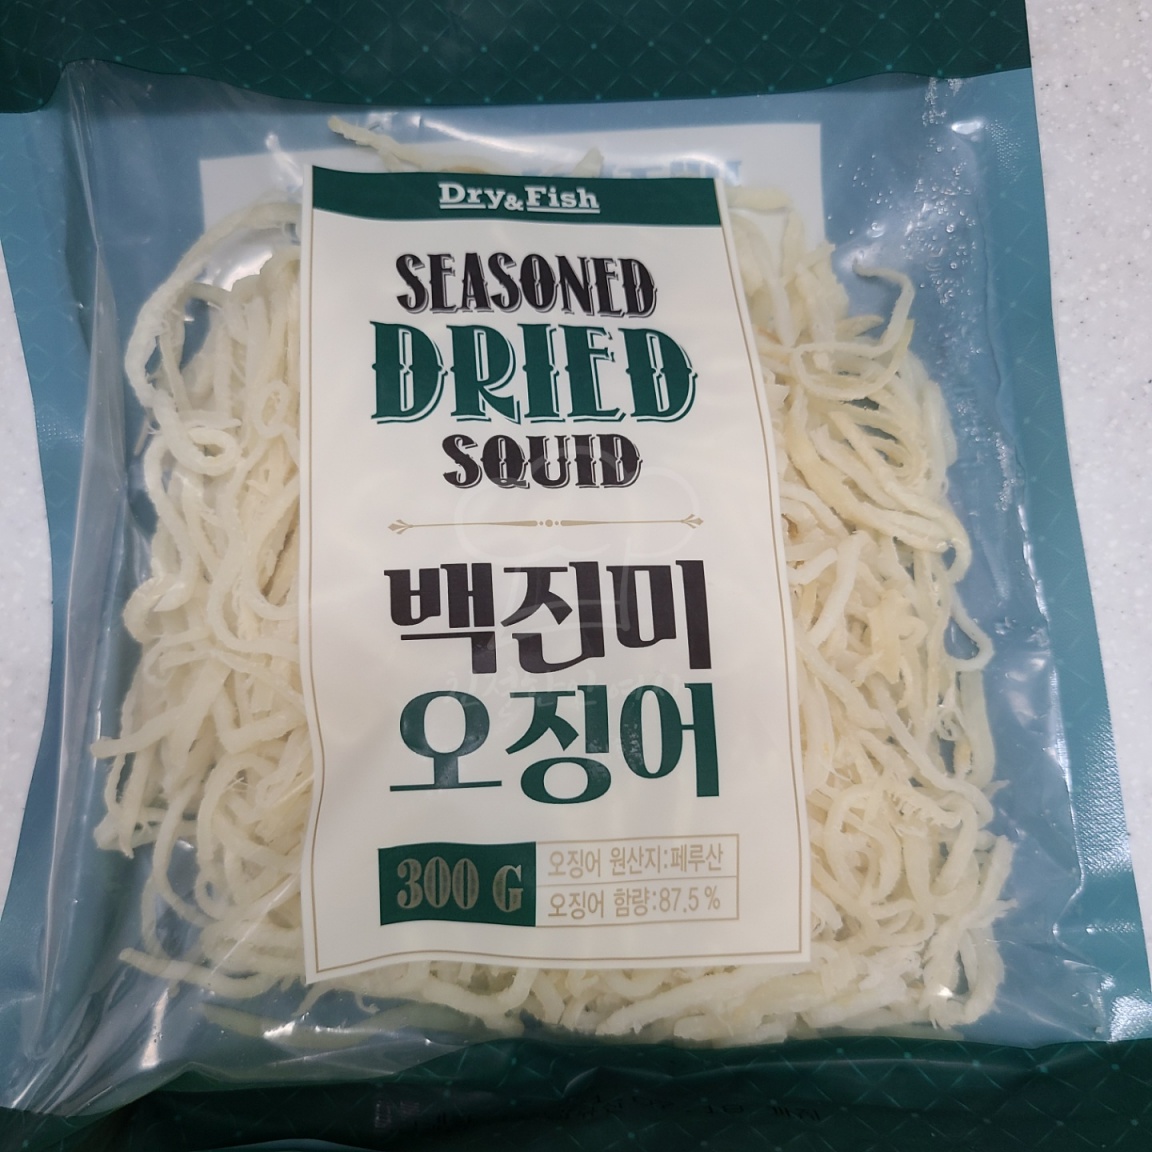 Dry&Fish
SEASONED
DRIED
SQUID
백진미
오징어
300 G
오징어 원산지:페루산
오징어 함량:87.5%